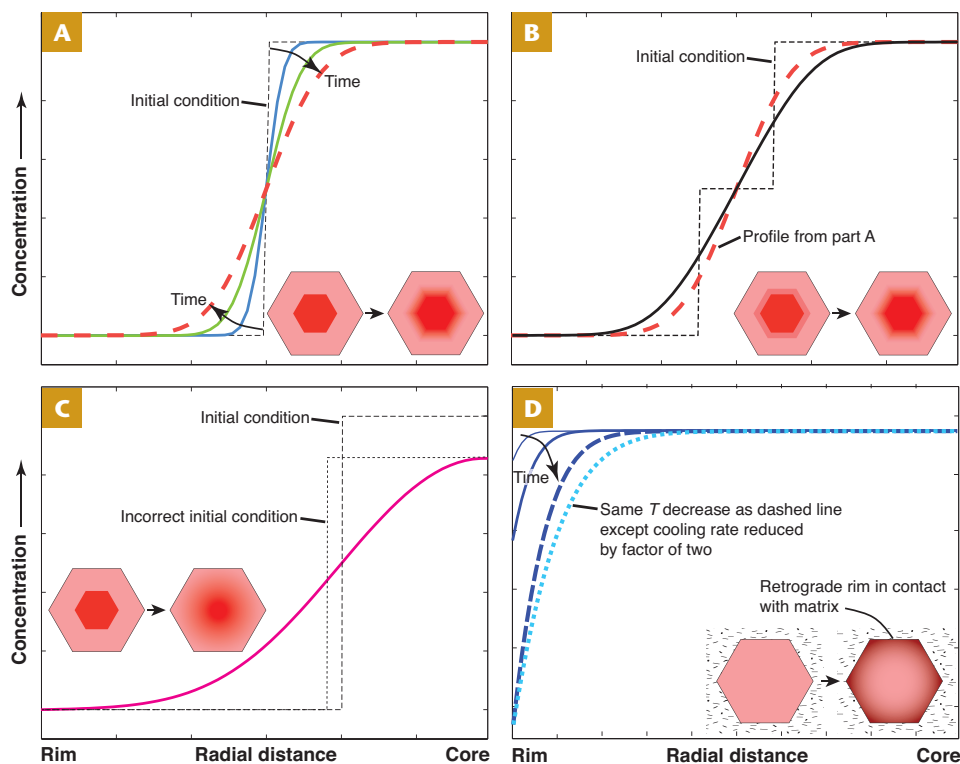 A
Initial condition
Time
Time
Concentration
B
Initial condition
Profile from part A
C
Initial condition
Incorrect initial condition
Concentration
Rim
Radial distance
Core
D
Time
Same T decrease as dashed line
except cooling rate reduced
by factor of two
Retrograde rim in contact
with matrix
Rim
Radial distance
Core